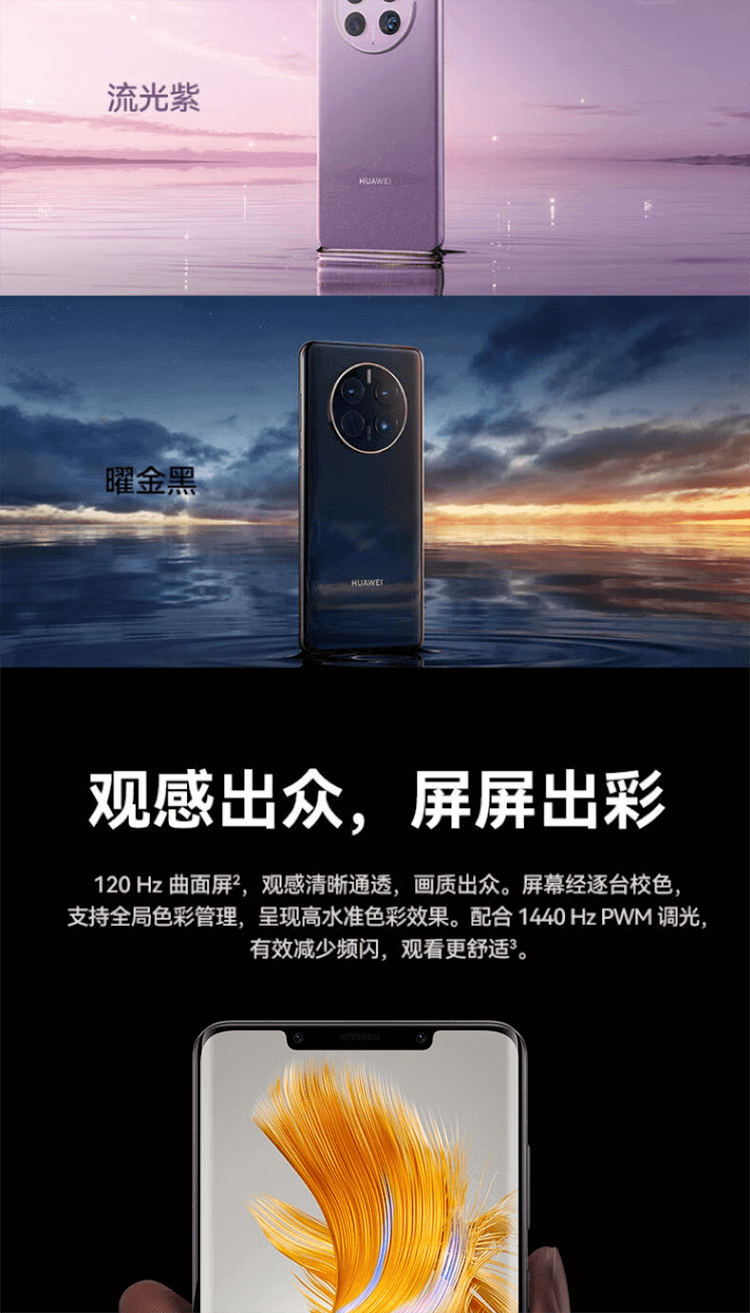 流光紫
HUAWEI
曜金黑
HUAWEI
观感出众，屏屏出彩
120 Hz 曲面屏²，观感清晰通透，画质出众。屏幕经逐台校色，
支持全局色彩管理，呈现高水准色彩效果。配合 1440 Hz PWM 调光，
有效减少频闪，观看更舒适³。